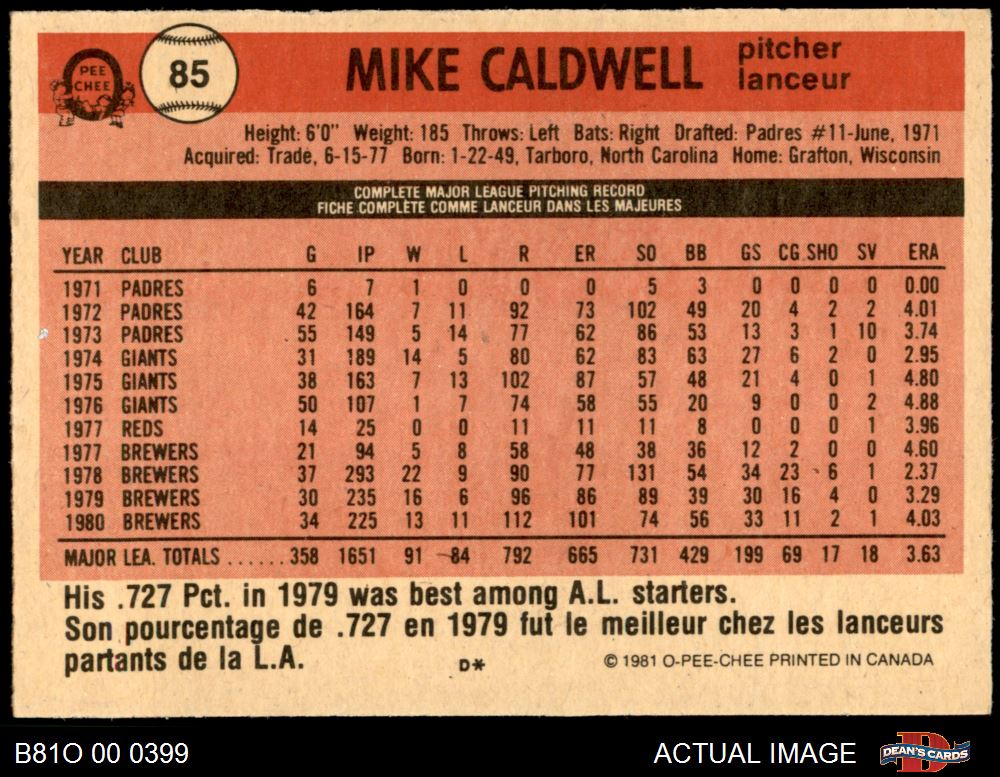 PEE
CHEE
85
MIKE CALDWELL
pitcher
lanceur
Height: 6'0" Weight: 185 Throws: Left Bats: Right Drafted: Padres #11-June, 1971
Acquired: Trade, 6-15-77 Born: 1-22-49, Tarboro, North Carolina Home: Grafton, Wisconsin
COMPLETE MAJOR LEAGUE PITCHING RECORD
FICHE COMPLÈTE COMME LANCEUR DANS LES MAJEURES
YEAR CLUB G IP W L R ER SO BB GS CG SHO SV ERA
1971 PADRES 6 7 1 0 0 0 5 3 0 0 0 0 0.00
1972 PADRES 42 164 7 11 92 73 102 49 20 4 2 2 4.01
1973 PADRES 55 149 5 14 77 62 86 53 13 3 1 10 3.74
1974 GIANTS 31 189 14 5 80 62 83 63 27 6 2 0 2.95
1975 GIANTS 38 163 7 13 102 87 57 48 21 4 0 1 4.80
1976 GIANTS 50 107 1 7 74 58 55 20 9 0 0 2 4.88
1977 REDS 14 25 0 0 11 11 11 8 0 0 0 1 3.96
1977 BREWERS 21 94 5 8 58 48 38 36 12 2 0 0 4.60
1978 BREWERS 37 293 22 9 90 77 131 54 34 23 6 1 2.37
1979 BREWERS 30 235 16 6 96 86 89 39 30 16 4 0 3.29
1980 BREWERS 34 225 13 11 112 101 74 56 33 11 2 1 4.03
MAJOR LEA. TOTALS ...... 358 1651 91 84 792 665 731 429 199 69 17 18 3.63
His .727 Pct. in 1979 was best among A.L. starters.
Son pourcentage de .727 en 1979 fut le meilleur chez les lanceurs
partants de la L.A.
D* © 1981 O-PEE-CHEE PRINTED IN CANADA
B81O 00 0399
ACTUAL IMAGE
DEAN'S CARDS